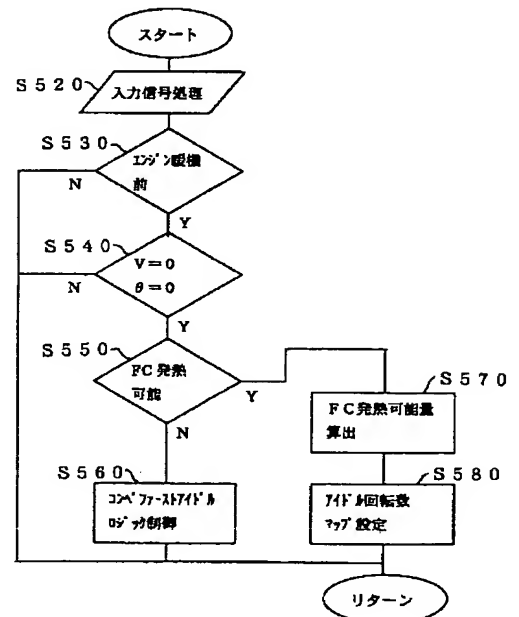 スタート
S520
入力信号処理
S530
エンジン暖機
前
N
Y
S540
V=0
θ=0
N
Y
S550
FC発熱
可能
Y
N
S570
FC発熱可能量
算出
S560
コンベファーストアイドル
ロジック制御
S580
アイドル回転数
マップ設定
リターン